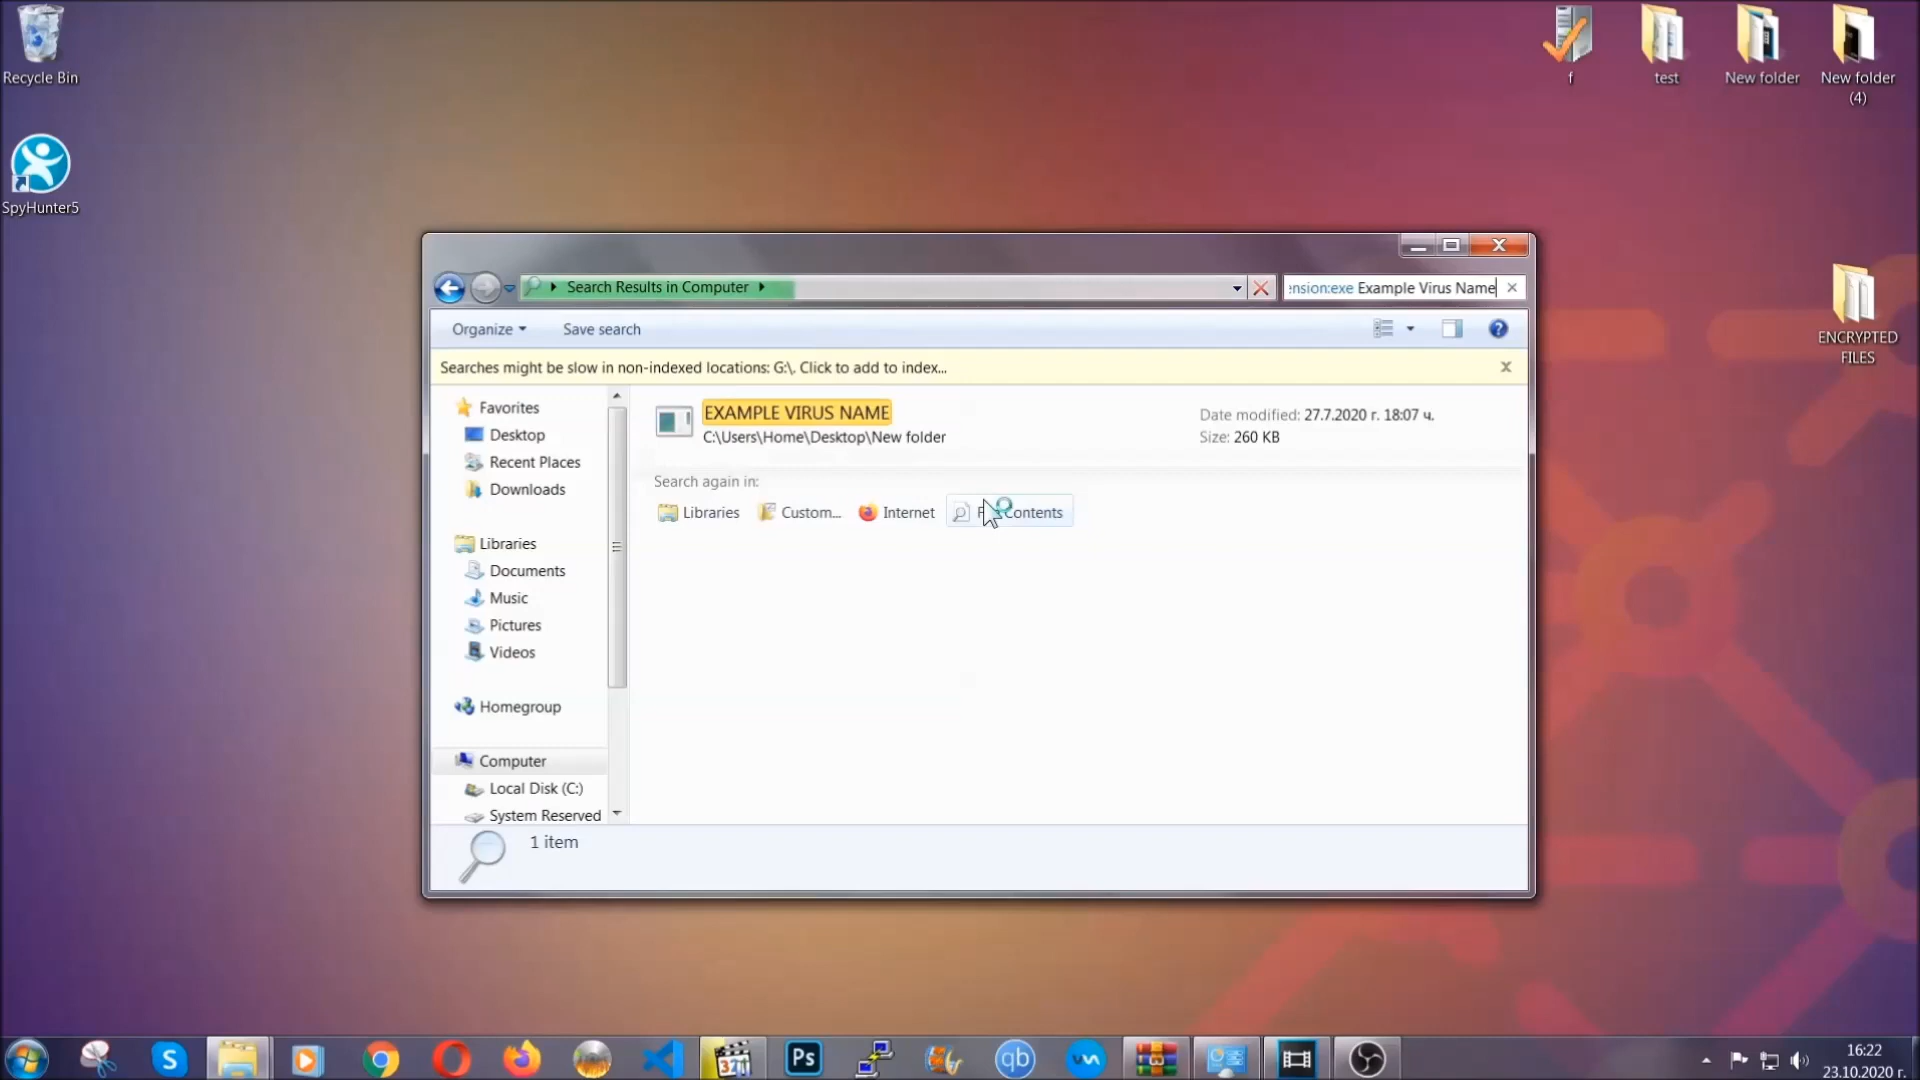 Recycle Bin
SpyHunter5
f
test
New folder
New folder
(4)
ENCRYPTED
FILES
Search Results in Computer
ension:exe Example Virus Name
Organize
Save search
Searches might be slow in non-indexed locations: G:\. Click to add to index...
Favorites
Desktop
Recent Places
Downloads
Libraries
Documents
Music
Pictures
Videos
Homegroup
Computer
Local Disk (C:)
System Reserved
EXAMPLE VIRUS NAME
C:\Users\Home\Desktop\New folder
Date modified: 27.7.2020 г. 18:07 ч.
Size: 260 KB
Search again in:
Libraries
Custom...
Internet
Contents
1 item
S
321
Ps
qb
16:22
23.10.2020 г.